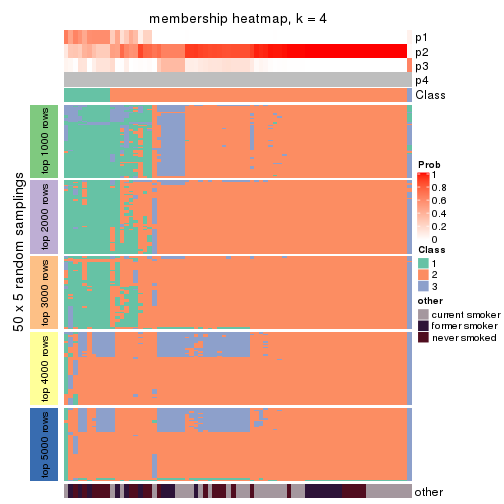 membership heatmap, k = 4
p1
p2
p3
p4
Class
50 x 5 random samplings
top 1000 rows
top 2000 rows
top 3000 rows
top 4000 rows
top 5000 rows
Prob
1
0.8
0.6
0.4
0.2
0
Class
1
2
3
other
current smoker
former smoker
never smoked
other